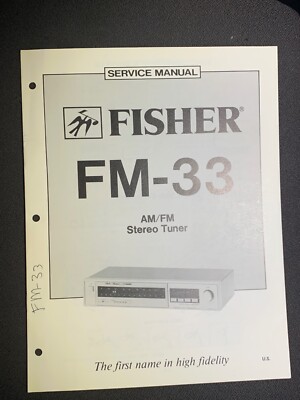 SERVICE MANUAL
FISHER®
FM-33
AM/FM
Stereo Tuner
The first name in high fidelity
FM-33